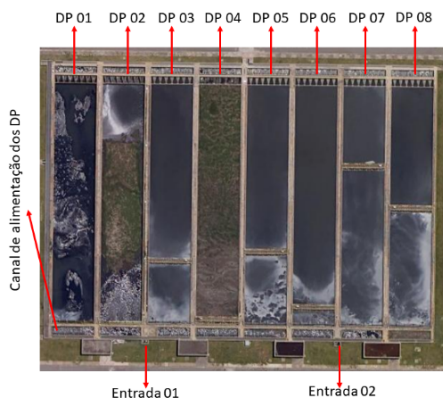 DP 01 DP 02 DP 03 DP 04 DP 05 DP 06 DP 07 DP 08
Canal de alimentação dos DP
Entrada 01 Entrada 02